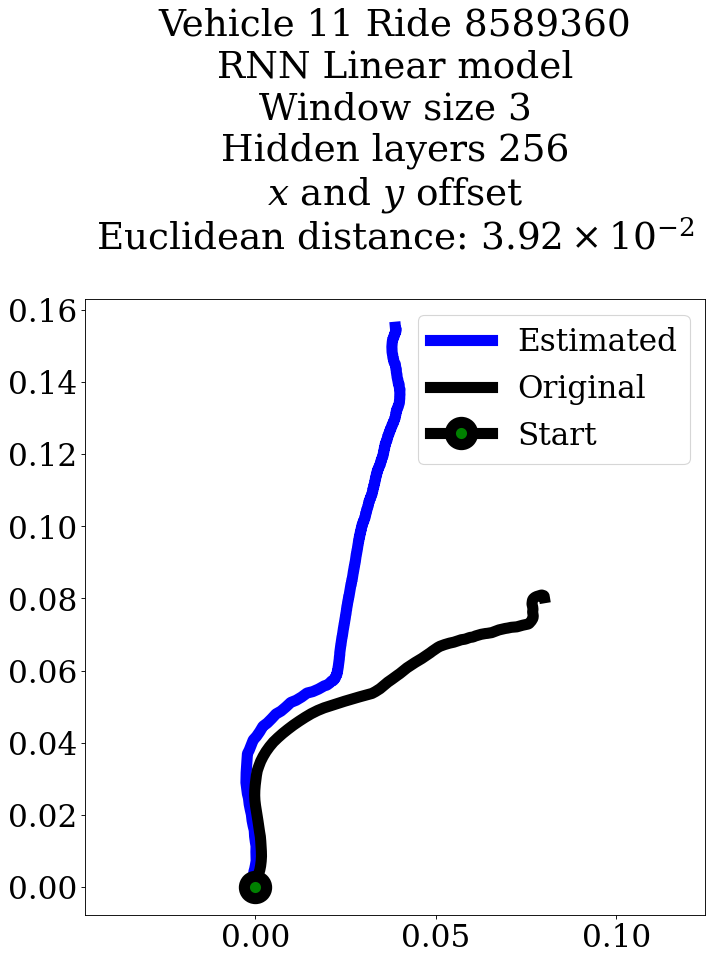 Vehicle 11 Ride 8589360
RNN Linear model
Window size 3
Hidden layers 256
x and y offset
Euclidean distance: 3.92 × 10⁻²
0.16
0.14
0.12
0.10
0.08
0.06
0.04
0.02
0.00
Estimated
Original
Start
0.00 0.05 0.10